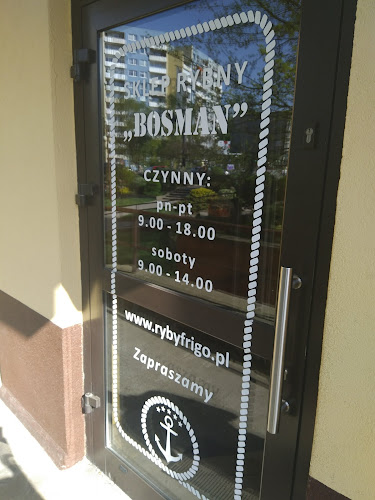 SKLEP RYBNY
„BOSMAN”
CZYNNY:
pn-pt
9.00 - 18.00
soboty
9.00 - 14.00
www.rybyfrigo.pl
Zapraszamy